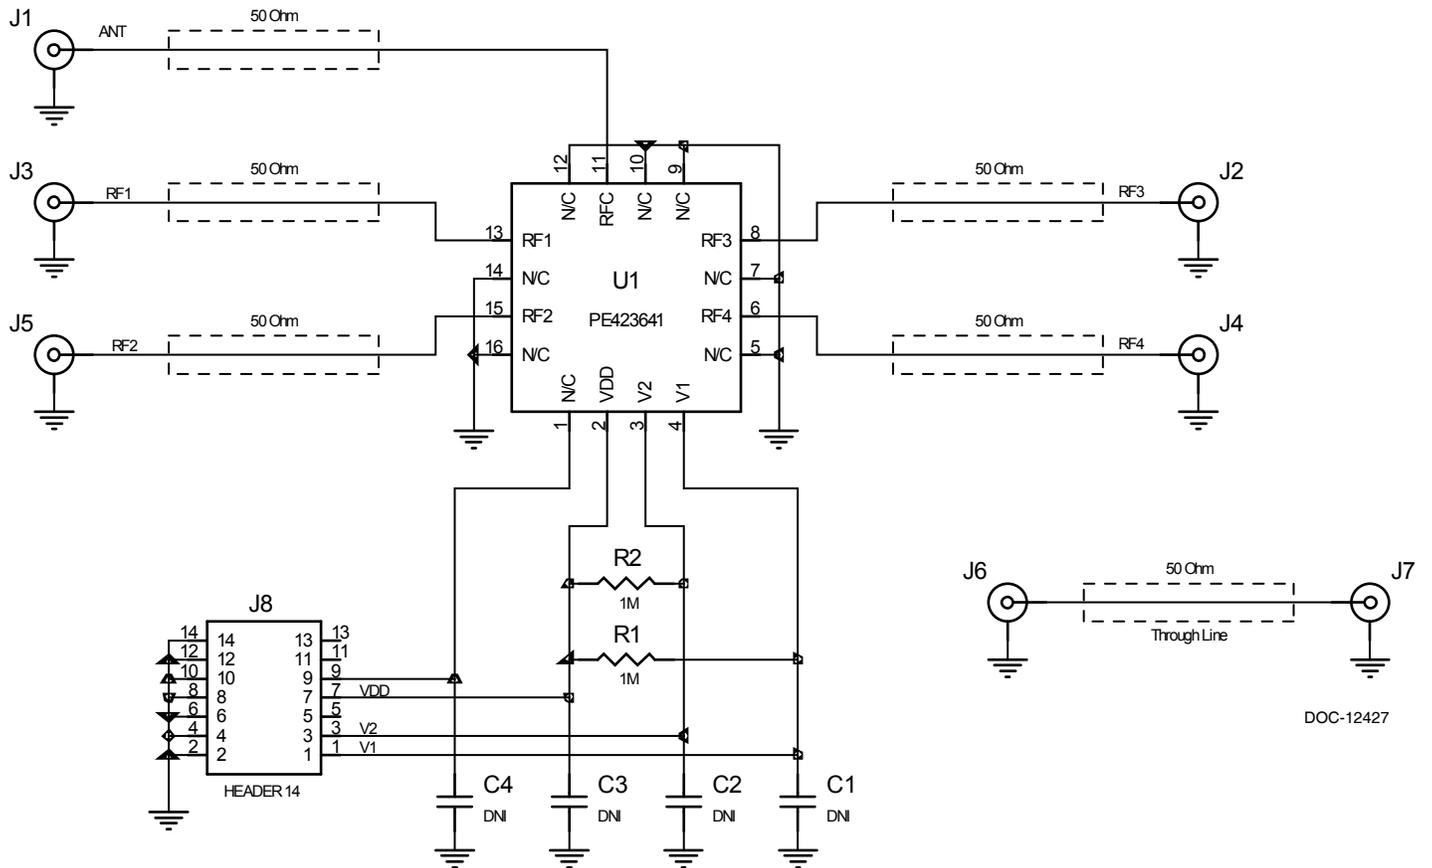 J1
ANT
50 Ohm
J3
RF1
50 Ohm
J5
RF2
50 Ohm
12
11
10
9
N/C
RFC
N/C
N/C
13
RF1
14
N/C
15
RF2
16
N/C
U1
PE423641
RF3
8
N/C
7
RF4
6
N/C
5
N/C
VDD
V2
V1
1
2
3
4
50 Ohm
RF3
J2
50 Ohm
RF4
J4
R2
1M
R1
1M
J8
14 14 13 13
12 12 11 11
10 10 9 9
8 8 7 7 VDD
6 6 5 5
4 4 3 3 V2
2 2 1 1 V1
HEADER 14
C4
DNI
C3
DNI
C2
DNI
C1
DNI
J6
50 Ohm
J7
Through Line
DOC-12427